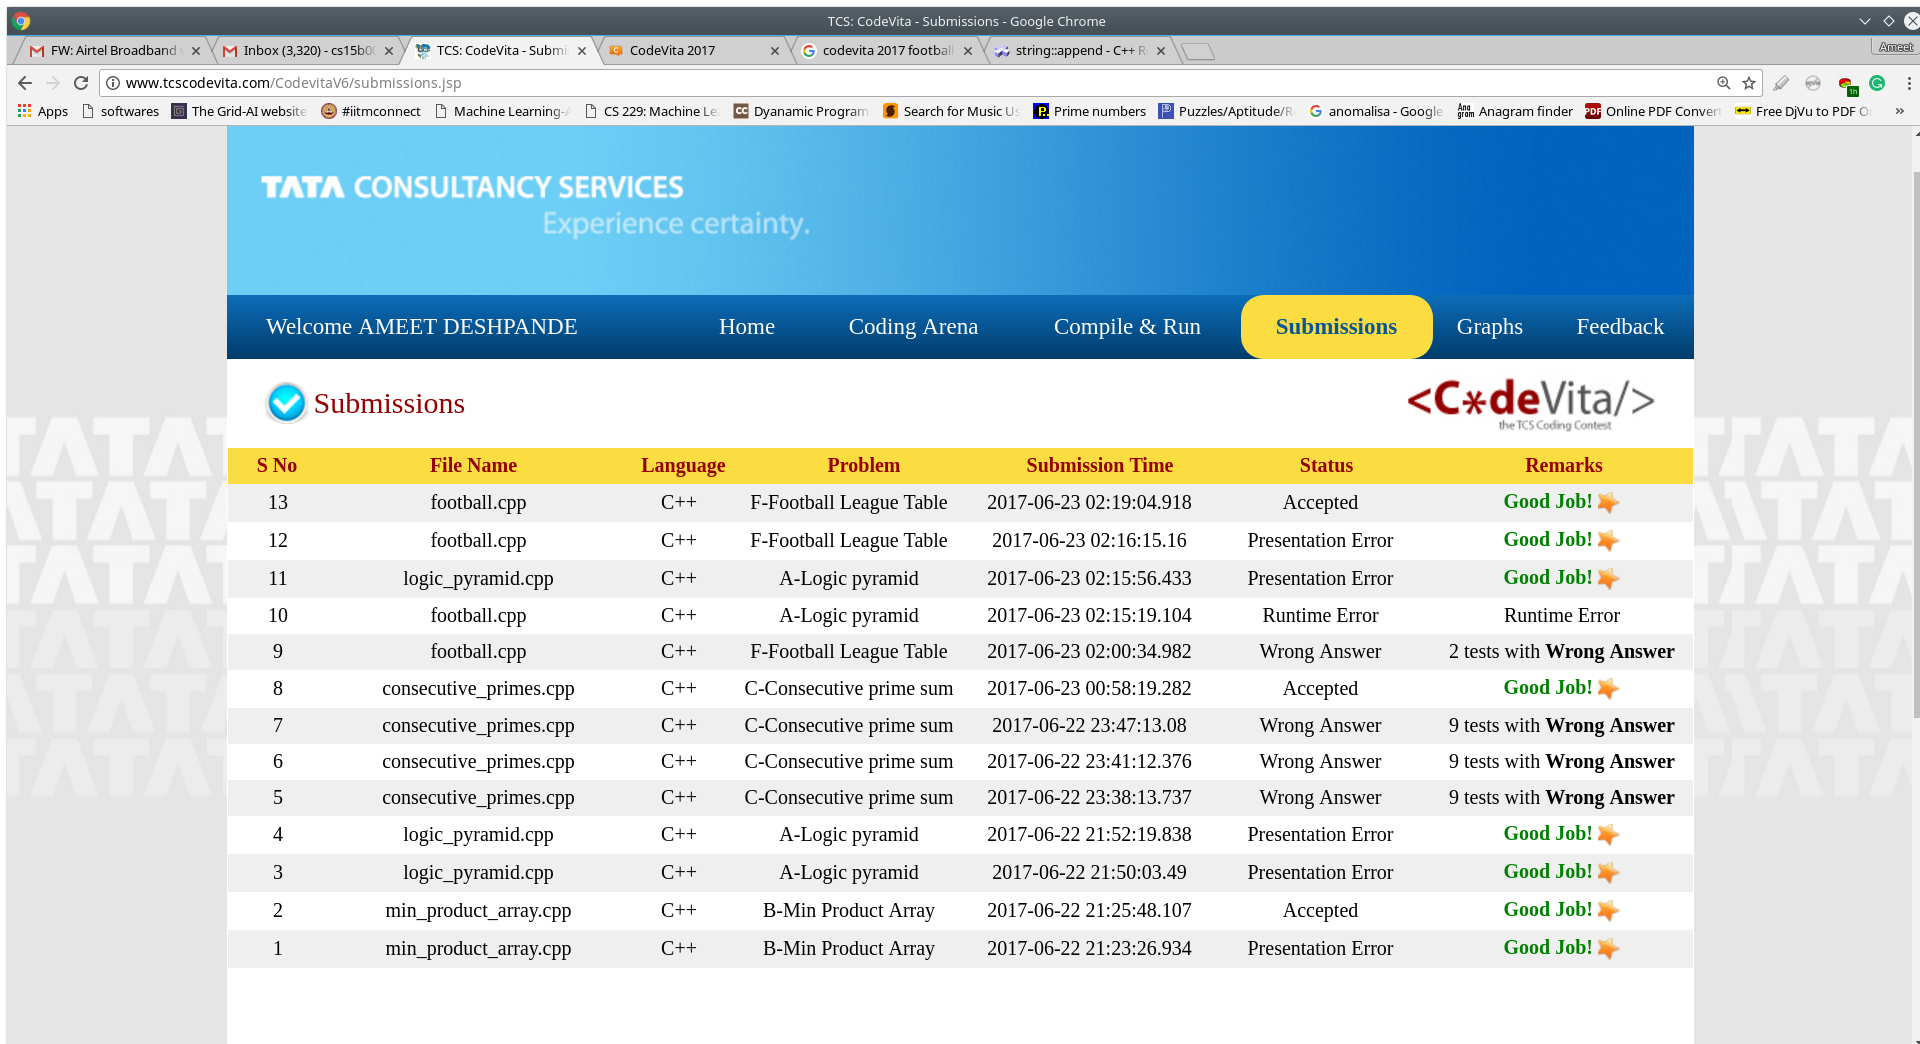 TCS: CodeVita - Submissions - Google Chrome
FW: Airtel Broadband Inbox (3,320) - cs15b0 TCS: CodeVita - Submis CodeVita 2017 codevita 2017 football string::append - C++ R Ameet
www.tcscodevita.com/CodevitaV6/submissions.jsp 1h
Apps softwares The Grid-AI website #iitmconnect Machine Learning- CS 229: Machine Le CC Dyanamic Program Search for Music Us P. Prime numbers Puzzles/Aptitude/R anomalisa - Google Ana gram Anagram finder PDF Online PDF Convert Free DjVu to PDF O »
TATA CONSULTANCY SERVICES
Experience certainty.
Welcome AMEET DESHPANDE Home Coding Arena Compile & Run Submissions Graphs Feedback
Submissions <C*deVita/>
the TCS Coding Contest
S No File Name Language Problem Submission Time Status Remarks
13 football.cpp C++ F-Football League Table 2017-06-23 02:19:04.918 Accepted Good Job!
12 football.cpp C++ F-Football League Table 2017-06-23 02:16:15.16 Presentation Error Good Job!
11 logic_pyramid.cpp C++ A-Logic pyramid 2017-06-23 02:15:56.433 Presentation Error Good Job!
10 football.cpp C++ A-Logic pyramid 2017-06-23 02:15:19.104 Runtime Error Runtime Error
9 football.cpp C++ F-Football League Table 2017-06-23 02:00:34.982 Wrong Answer 2 tests with Wrong Answer
8 consecutive_primes.cpp C++ C-Consecutive prime sum 2017-06-23 00:58:19.282 Accepted Good Job!
7 consecutive_primes.cpp C++ C-Consecutive prime sum 2017-06-22 23:47:13.08 Wrong Answer 9 tests with Wrong Answer
6 consecutive_primes.cpp C++ C-Consecutive prime sum 2017-06-22 23:41:12.376 Wrong Answer 9 tests with Wrong Answer
5 consecutive_primes.cpp C++ C-Consecutive prime sum 2017-06-22 23:38:13.737 Wrong Answer 9 tests with Wrong Answer
4 logic_pyramid.cpp C++ A-Logic pyramid 2017-06-22 21:52:19.838 Presentation Error Good Job!
3 logic_pyramid.cpp C++ A-Logic pyramid 2017-06-22 21:50:03.49 Presentation Error Good Job!
2 min_product_array.cpp C++ B-Min Product Array 2017-06-22 21:25:48.107 Accepted Good Job!
1 min_product_array.cpp C++ B-Min Product Array 2017-06-22 21:23:26.934 Presentation Error Good Job!